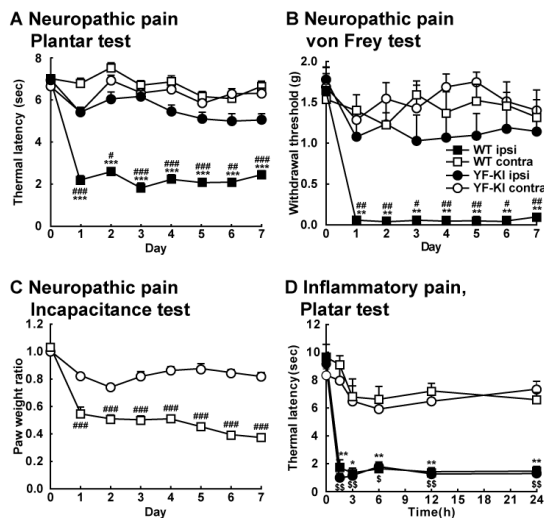 A Neuropathic pain
Plantar test
Thermal latency (sec)
8
6
4
2
0
###
***
#
***
###
***
###
***
###
***
##
***
###
***
0 1 2 3 4 5 6 7
Day
B Neuropathic pain
von Frey test
Withdrawal threshold (g)
2.0
1.5
1.0
0.5
0.0
WT ipsi
WT contra
YF-KI ipsi
YF-KI contra
##
**
##
**
#
**
##
**
##
**
#
**
##
**
0 1 2 3 4 5 6 7
Day
C Neuropathic pain
Incapacitance test
Paw weight ratio
1.2
1.0
0.8
0.6
0.4
0.2
0.0
### ### ### ### ### ### ###
0 1 2 3 4 5 6 7
Day
D Inflammatory pain,
Platar test
Thermal latency (sec)
12
10
8
6
4
2
0
** * ** ** **
$$ $$ $ $$ $$
0 3 6 9 12 15 18 21 24
Time(h)